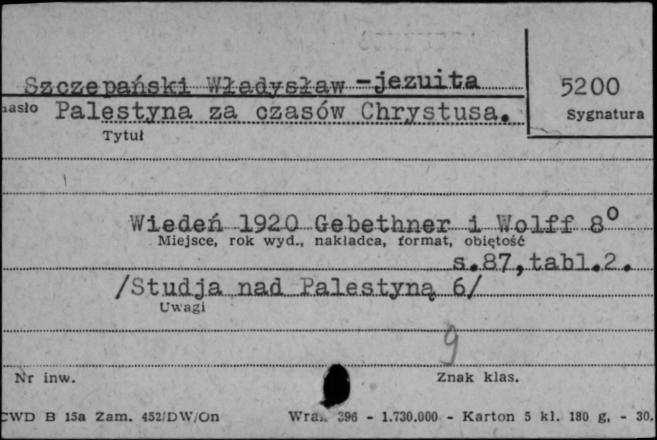 Szczepański Władysław -jezuita
5200
Palestyna za czasów Chrystusa.
Sygnatura
Tytuł
Wiedeń 1920 Gebethner i Wolff 8°
Miejsce, rok wyd., nakładca, format, objętość
s.87,tabl.2.
/Studja nad Palestyną 6/
Uwagi
9
Nr inw.
Znak klas.
CWD B 15a Zam. 452/DW/On
396 - 1.730.000 - Karton 5 kl. 180 g, - 30.